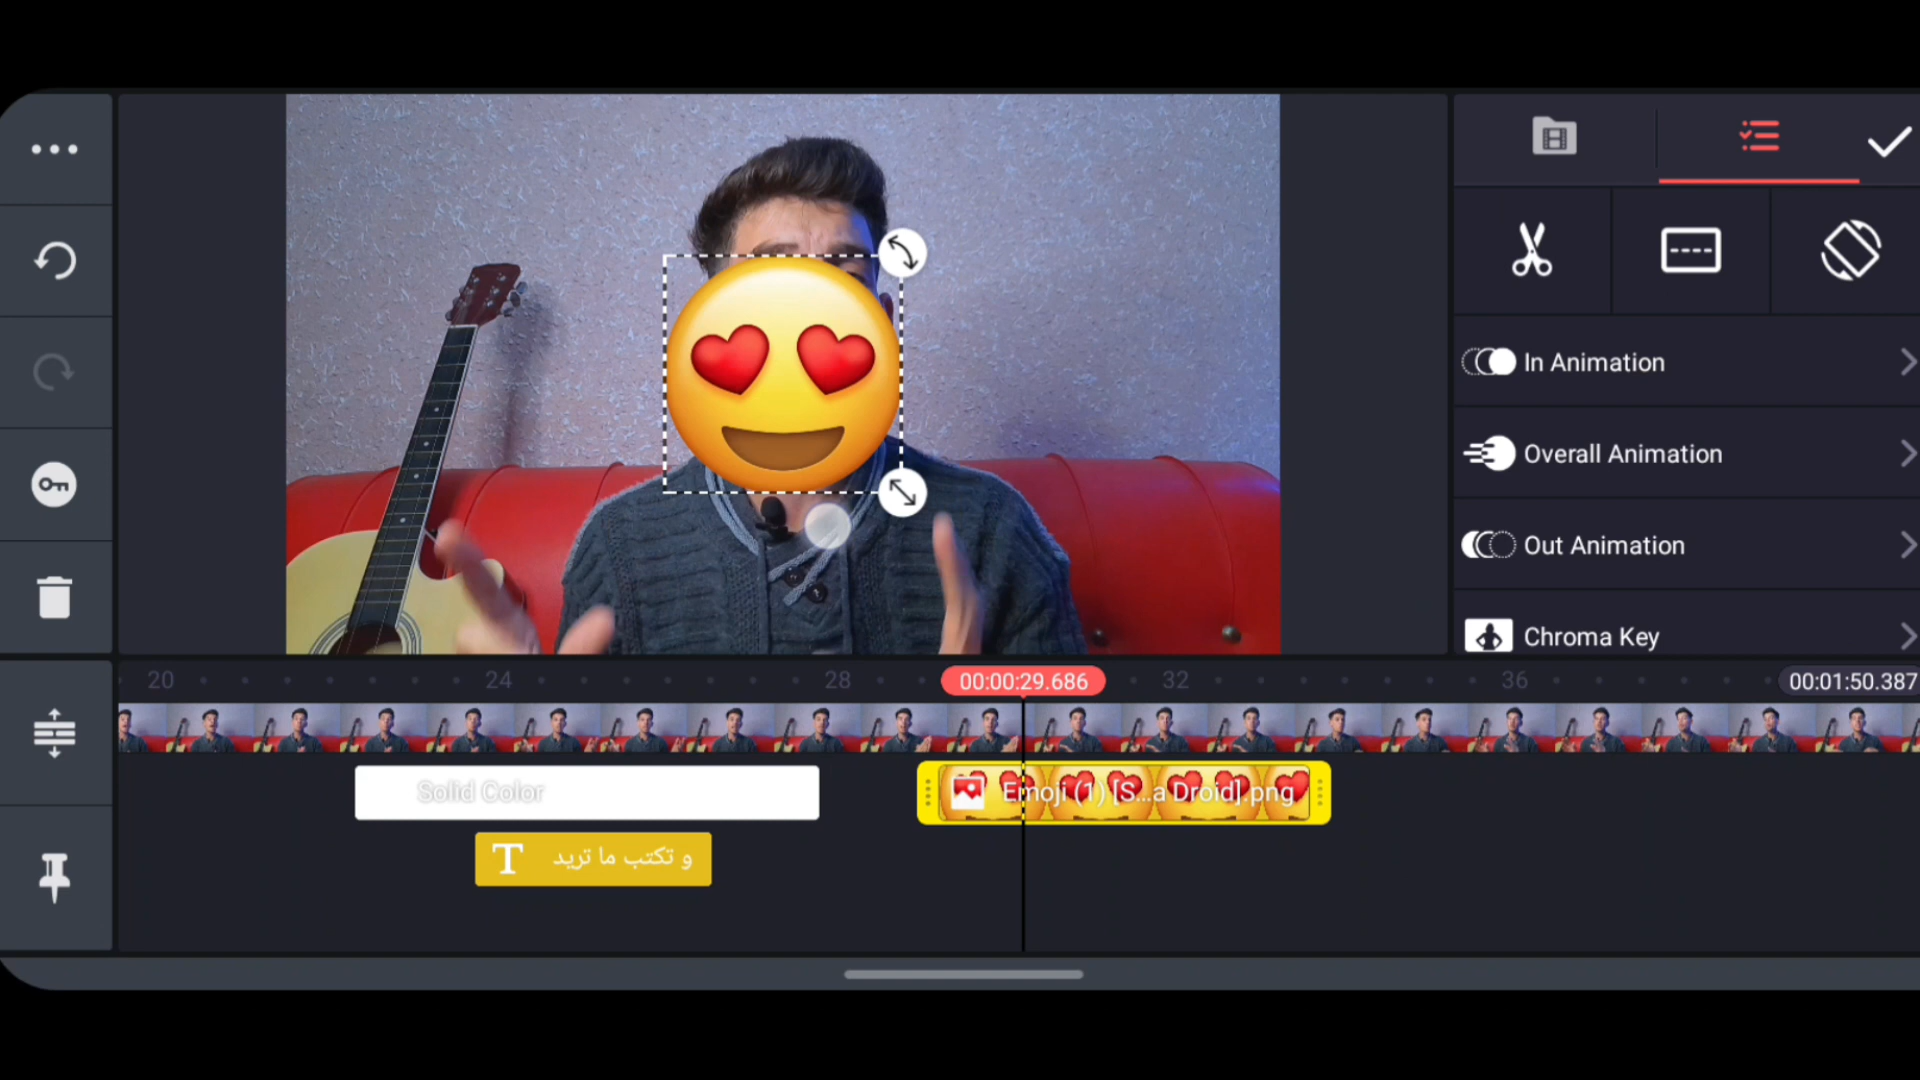 In Animation
Overall Animation
Out Animation
Chroma Key
20
24
28
00:00:29.686
32
36
00:01:50.387
Solid Color
Emoji (1) [S...a Droid].png
T
و تكتب ما تريد